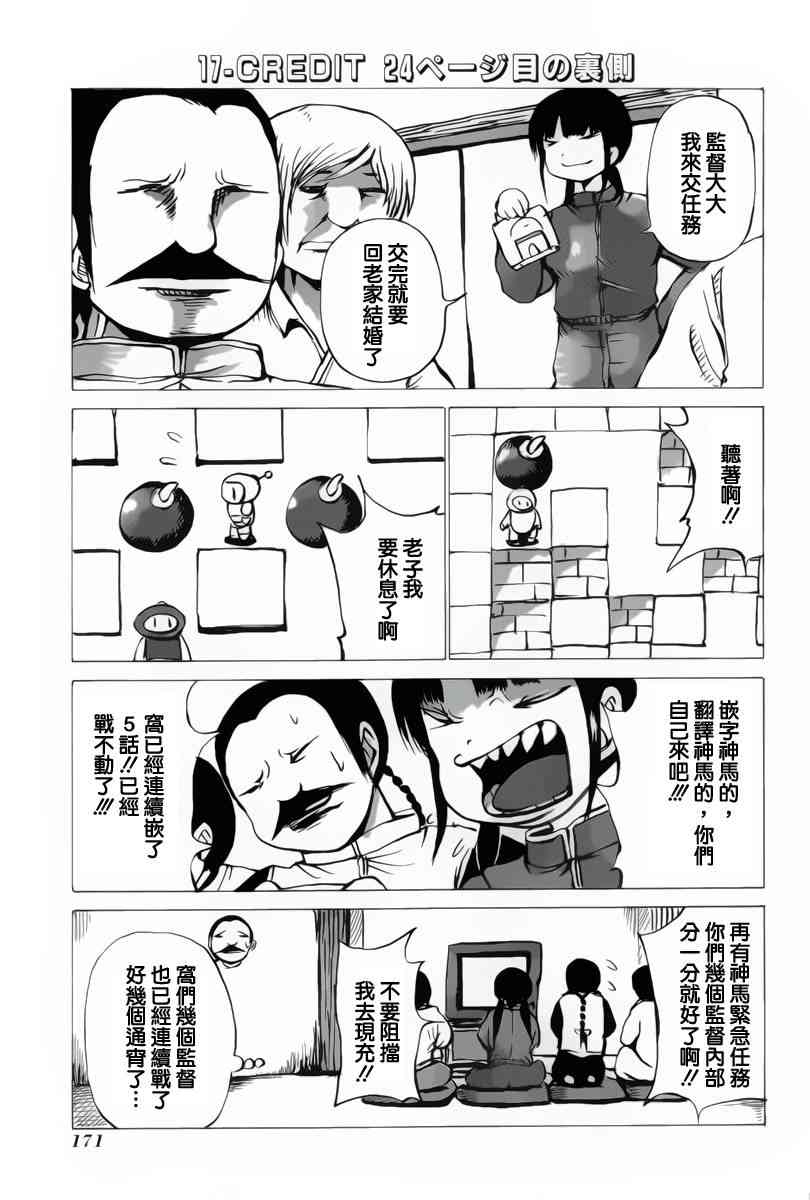 17-CREDIT 24ページ目の裏側
監督大大
我來交任務
交完就要
回老家結婚
了
聽著啊!!
老子我
要休息了啊
嵌字神馬的，
翻譯神馬的，你們
自己來吧!!!
窩已經連續嵌了
5話!!已經
戰不動了!!!
再有神馬緊急任務
你們幾個監督內部
分一分就好了啊!!
不要阻擋
我去現充!!
窩們幾個監督
也已經連續戰了
好幾個通宵了…
171